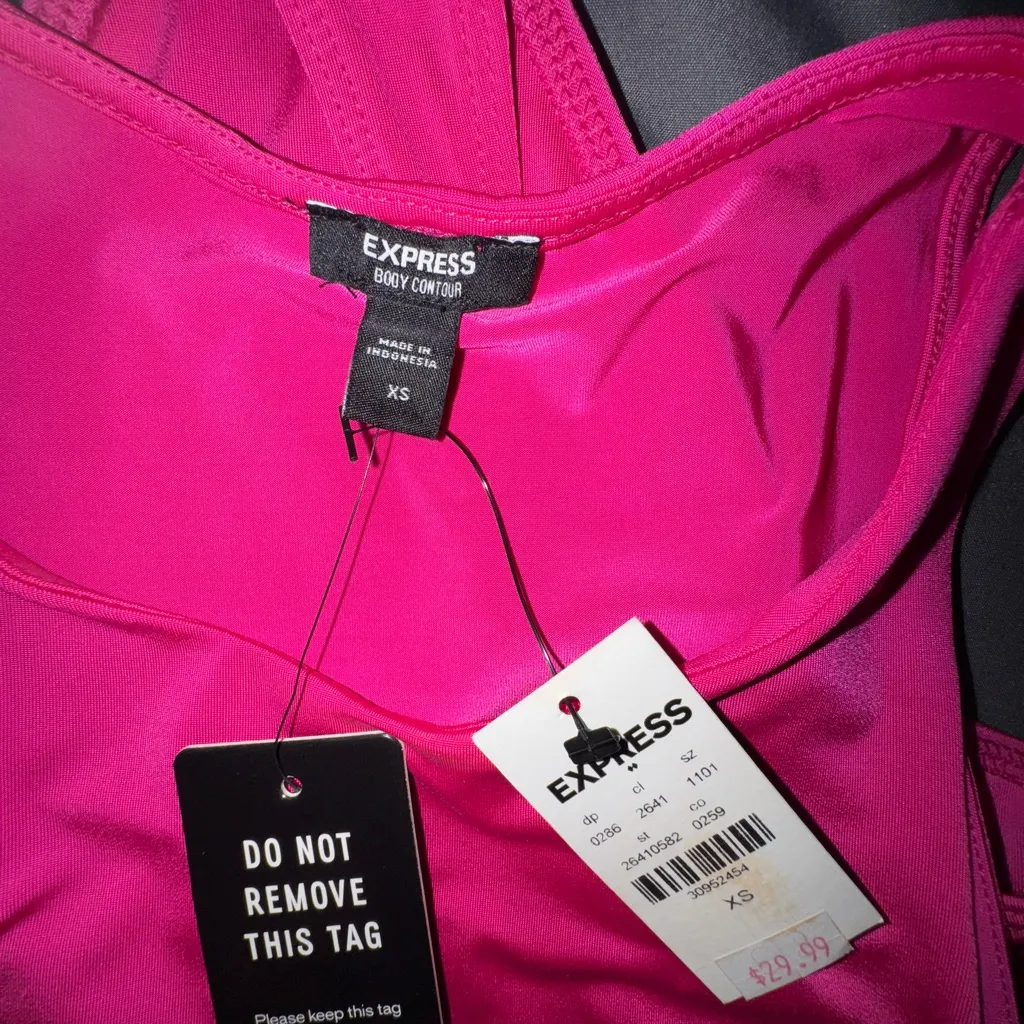 EXPRESS
BODY CONTOUR
MADE IN
INDONESIA
XS
DO NOT
REMOVE
THIS TAG
Please keep this tag
EXPRESS
dp cl sz
0286 2641 1101
st co
26410582 0259
30952454
XS
$29.99